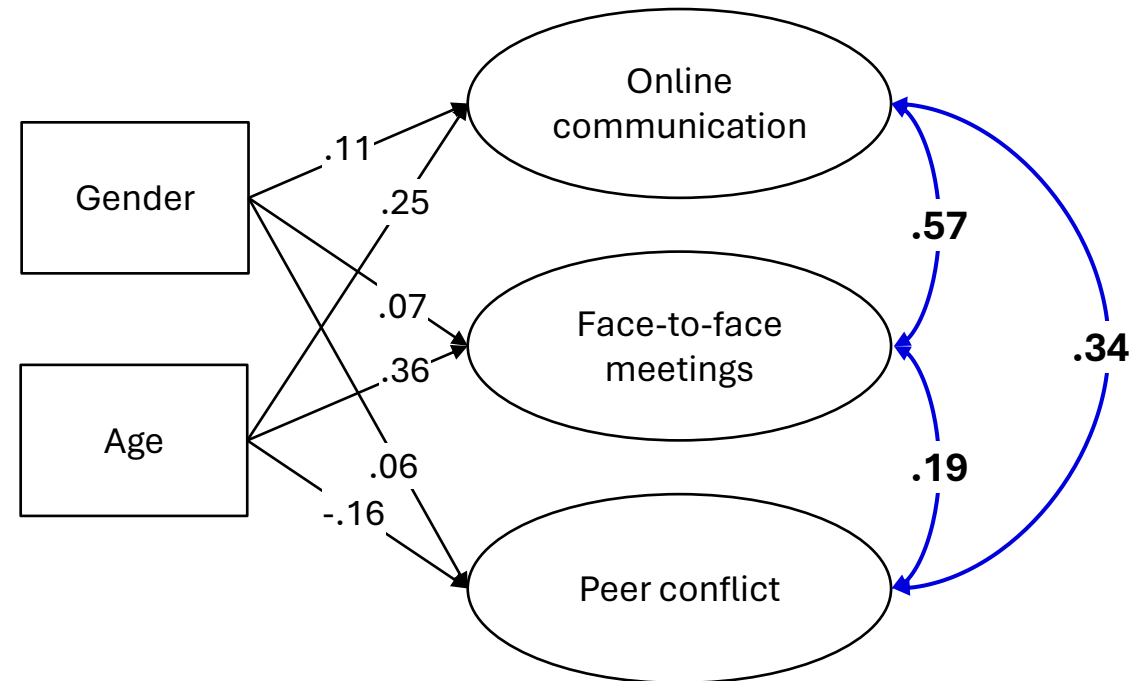 Online
communication
Gender
.11
.25
.57
.07
Face-to-face
meetings
.34
.36
Age
.06
.19
-.16
Peer conflict